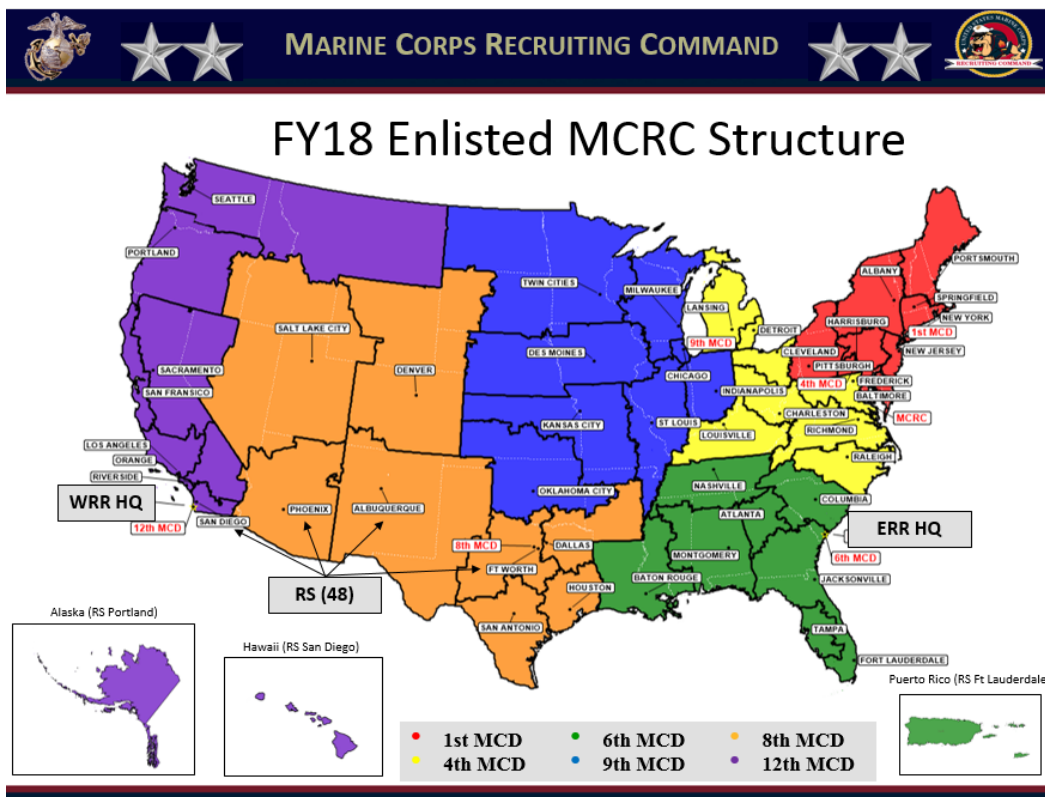 MARINE CORPS RECRUITING COMMAND
UNITED STATES MARINE CORPS
RECRUITING COMMAND
FY18 Enlisted MCRC Structure
SEATTLE
PORTLAND
SALT LAKE CITY
SACRAMENTO
SAN FRANSICO
DENVER
LOS ANGELES
ORANGE
RIVERSIDE
WRR HQ
12th MCD
SAN DIEGO
PHOENIX
ALBUQUERQUE
RS (48)
TWIN CITIES
MILWAUKEE
DES MOINES
CHICAGO
KANSAS CITY
ST LOUIS
OKLAHOMA CITY
INDIANAPOLIS
LANSING
DETROIT
9th MCD
CLEVELAND
PITTSBURGH
4th MCD
HARRISBURG
ALBANY
PORTSMOUTH
SPRINGFIELD
NEW YORK
1st MCD
NEW JERSEY
FREDERICK
BALTIMORE
MCRC
CHARLESTON
RICHMOND
LOUISVILLE
RALEIGH
NASHVILLE
COLUMBIA
ATLANTA
ERR HQ
6th MCD
MONTGOMERY
BATON ROUGE
JACKSONVILLE
TAMPA
FORT LAUDERDALE
8th MCD
DALLAS
FT WORTH
HOUSTON
SAN ANTONIO
Alaska (RS Portland)
Hawaii (RS San Diego)
Puerto Rico (RS Ft Lauderdale
1st MCD
6th MCD
8th MCD
4th MCD
9th MCD
12th MCD